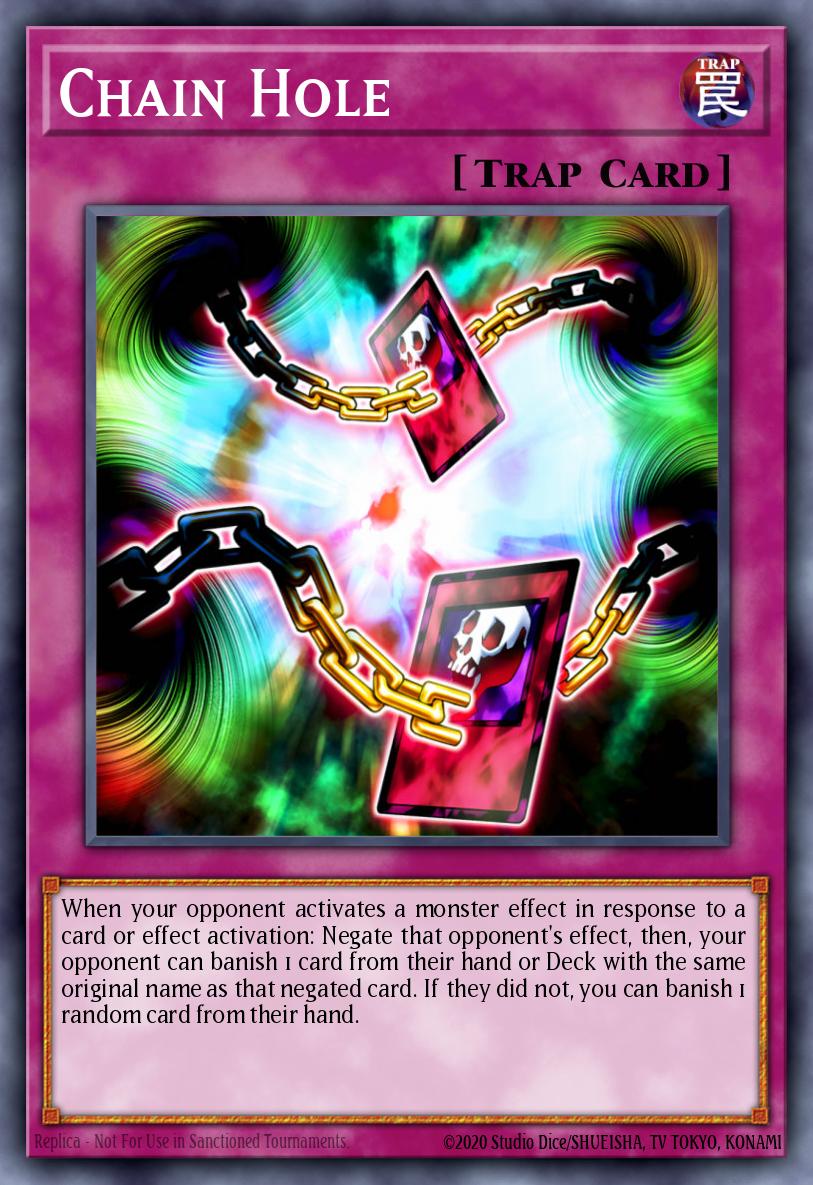 Chain Hole
TRAP
罠
[Trap Card]
When your opponent activates a monster effect in response to a
card or effect activation: Negate that opponent's effect, then, your
opponent can banish 1 card from their hand or Deck with the same
original name as that negated card. If they did not, you can banish 1
random card from their hand.
Replica - Not For Use in Sanctioned Tournaments.
©2020 Studio Dice/SHUEISHA, TV TOKYO, KONAMI